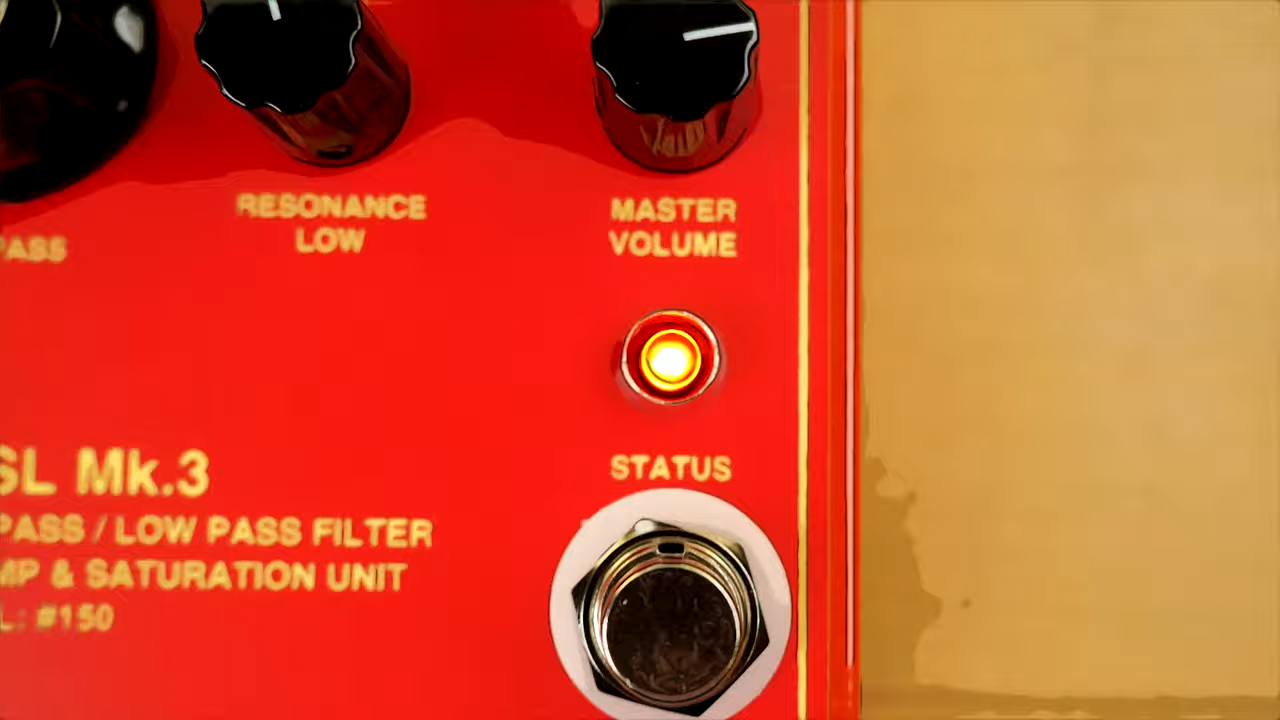 RESONANCE
LOW
MASTER
VOLUME
PASS
STATUS
SL Mk.3
PASS / LOW PASS FILTER
MP & SATURATION UNIT
L: #150